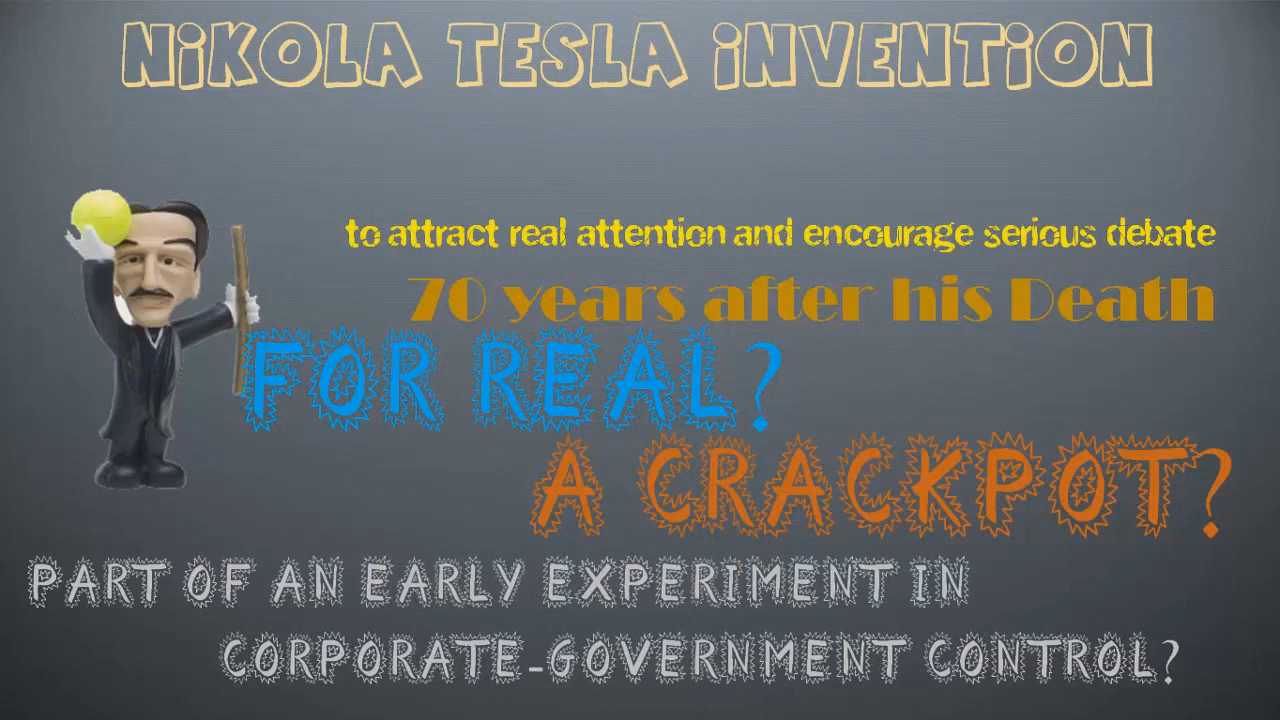 NiKOLA TESLA iNVENTiON
to attract real attention and encourage serious debate
70 years after his Death
FOR REAL?
A CRACKPOT?
PART OF AN EARLY EXPERIMENT IN
CORPORATE-GOVERNMENT CONTROL?